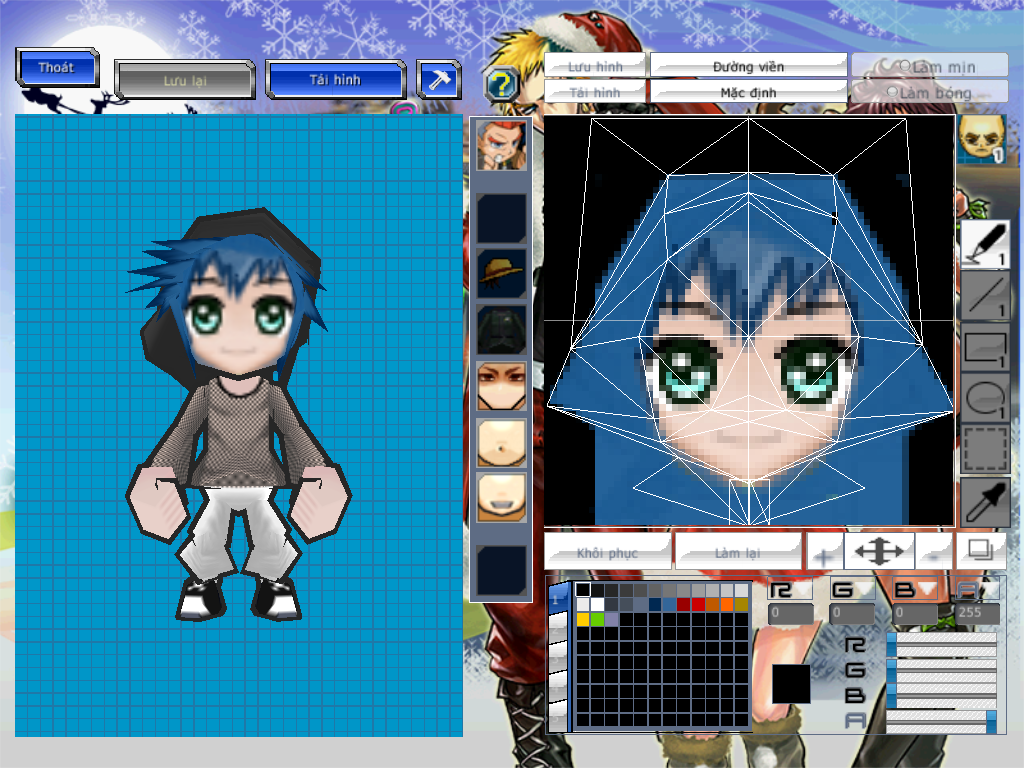 Thoát
Lưu lại
Tải hình
?
Lưu hình
Đường viền
Làm mịn
Tải hình
Mặc định
Làm bóng
1
1
1
1
1
Khôi phục
Làm lại
+
-
1
R
G
B
A
0
0
0
255
R
G
B
A